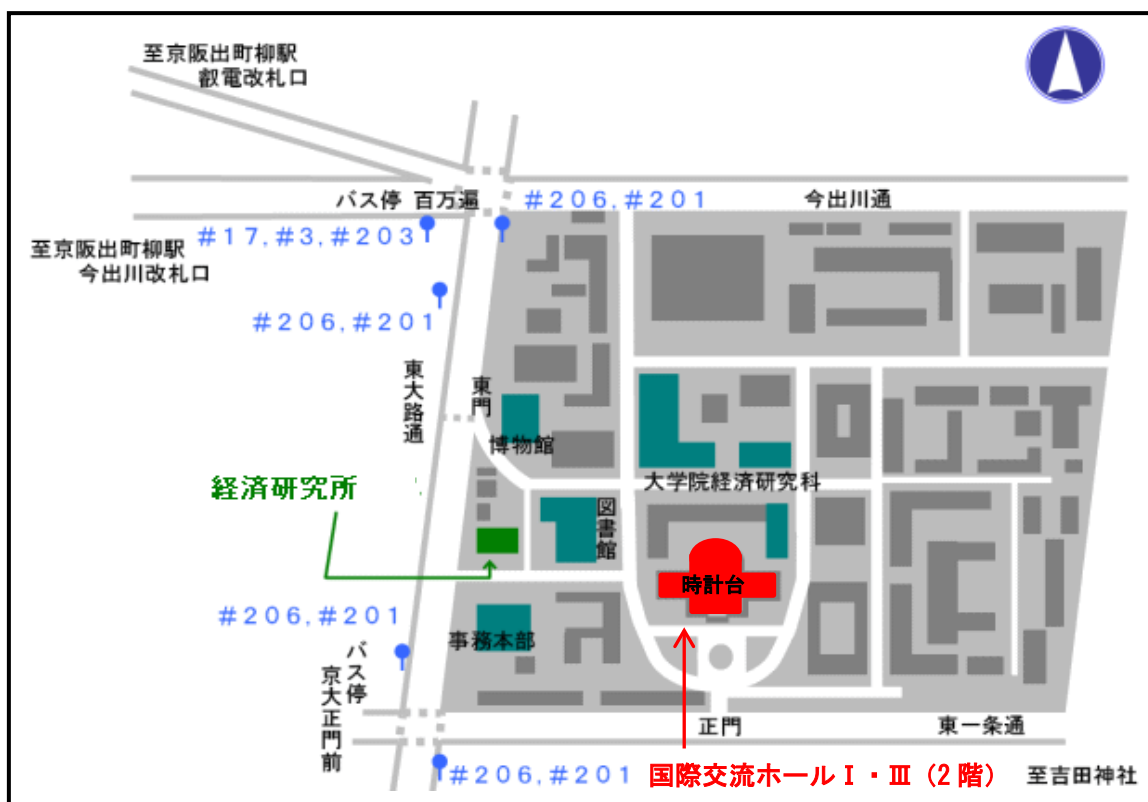 至京阪出町柳駅
叡電改札口
バス停 百万遍
#206,#201
今出川通
#17,#3,#203
至京阪出町柳駅
今出川改札口
#206,#201
東大路通
東門
博物館
経済研究所
大学院経済研究科
図書館
時計台
#206,#201
事務本部
バス停
京大正門前
正門
東一条通
#206,#201
国際交流ホールⅠ・Ⅲ(2階)
至吉田神社